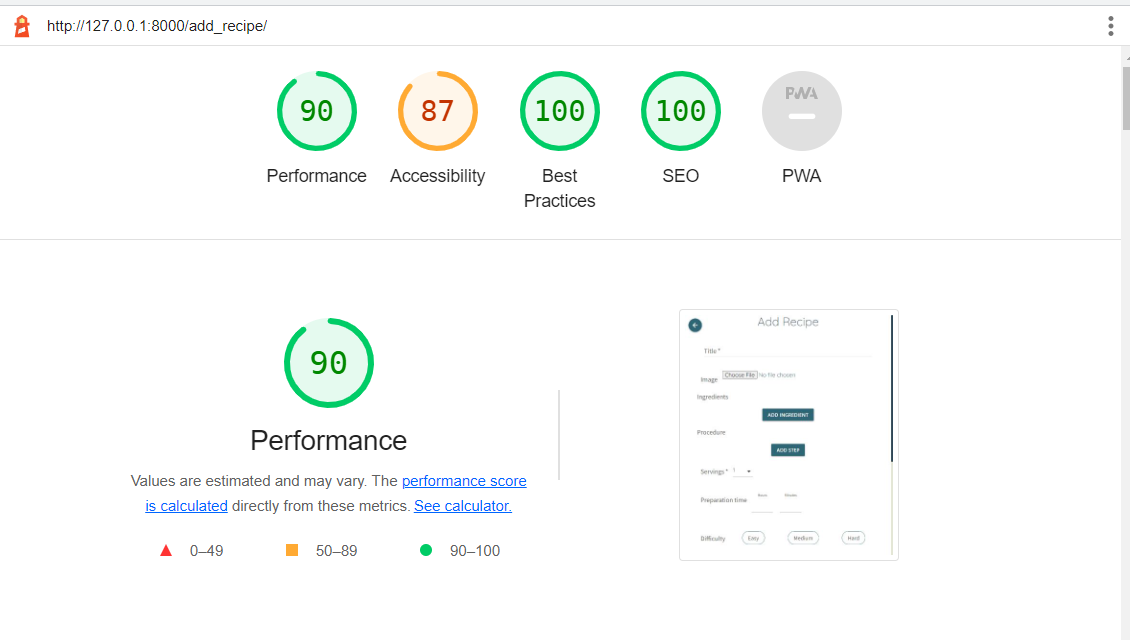 http://127.0.0.1:8000/add_recipe/
90
87
100
100
PWA
Performance
Accessibility
Best
Practices
SEO
PWA
90
Performance
Values are estimated and may vary. The performance score
is calculated directly from these metrics. See calculator.
0–49
50–89
90–100
Add Recipe
Title *
Image Choose File No file chosen
Ingredients
ADD INGREDIENT
Procedure
ADD STEP
Servings * 1
Preparation time
Difficulty Easy Medium Hard